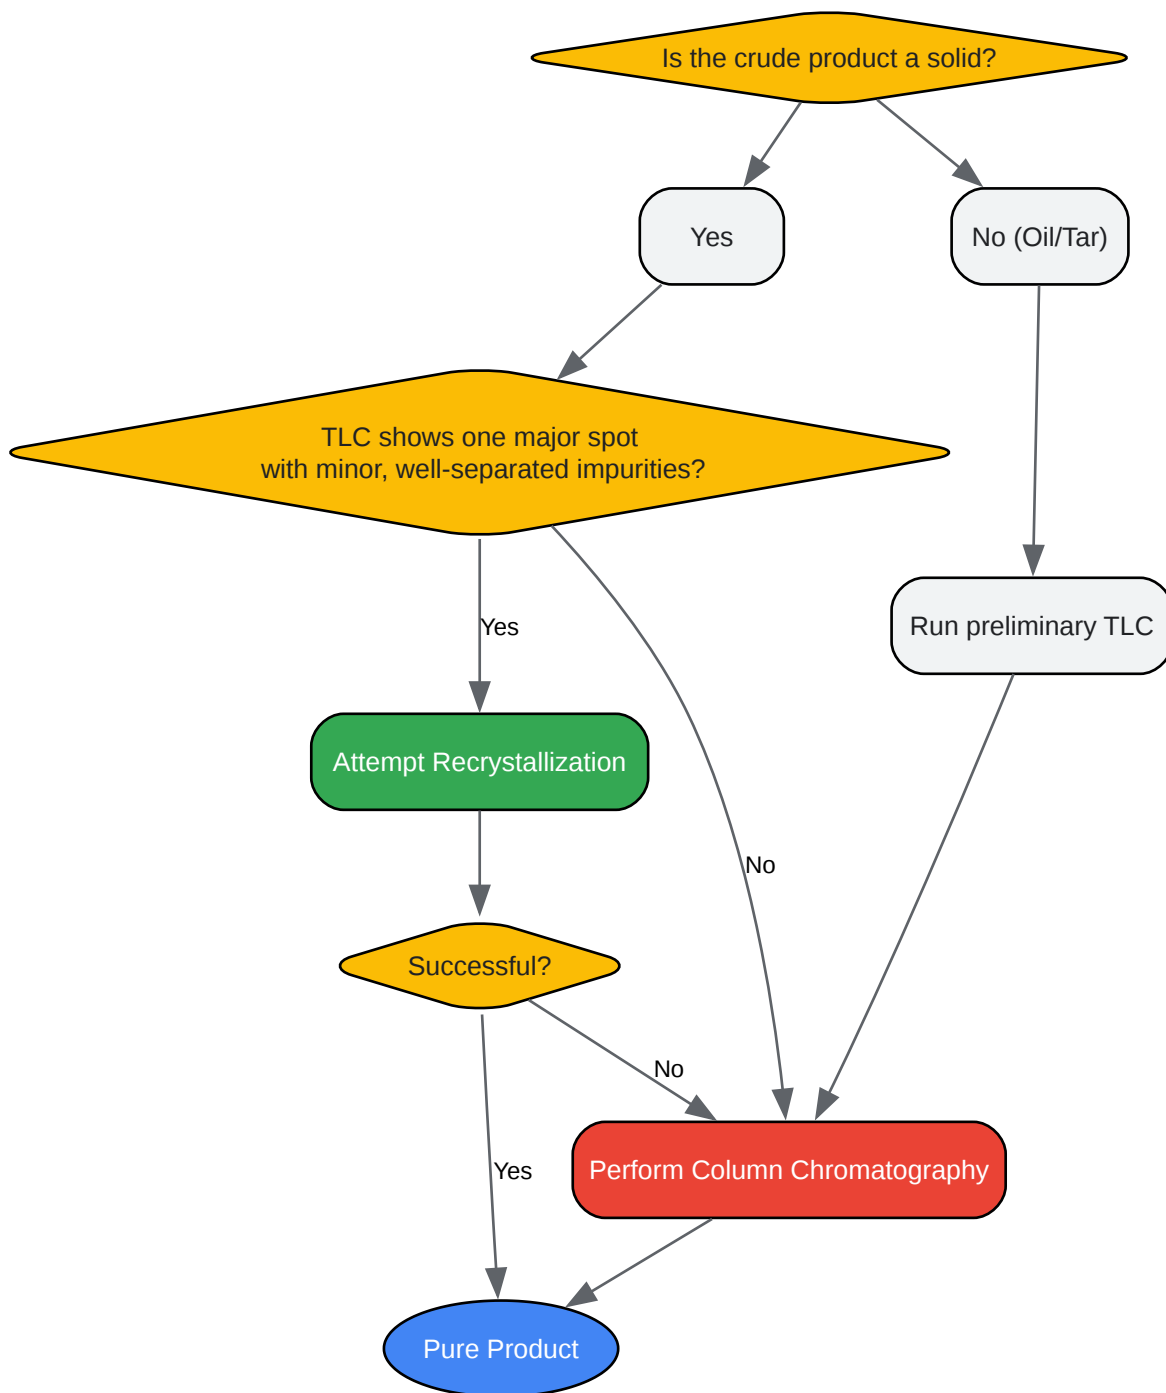 Is the crude product a solid?
Yes
No (Oil/Tar)
TLC shows one major spot
with minor, well-separated impurities?
Yes
Run preliminary TLC
Attempt Recrystallization
No
Successful?
No
Yes
Perform Column Chromatography
Pure Product